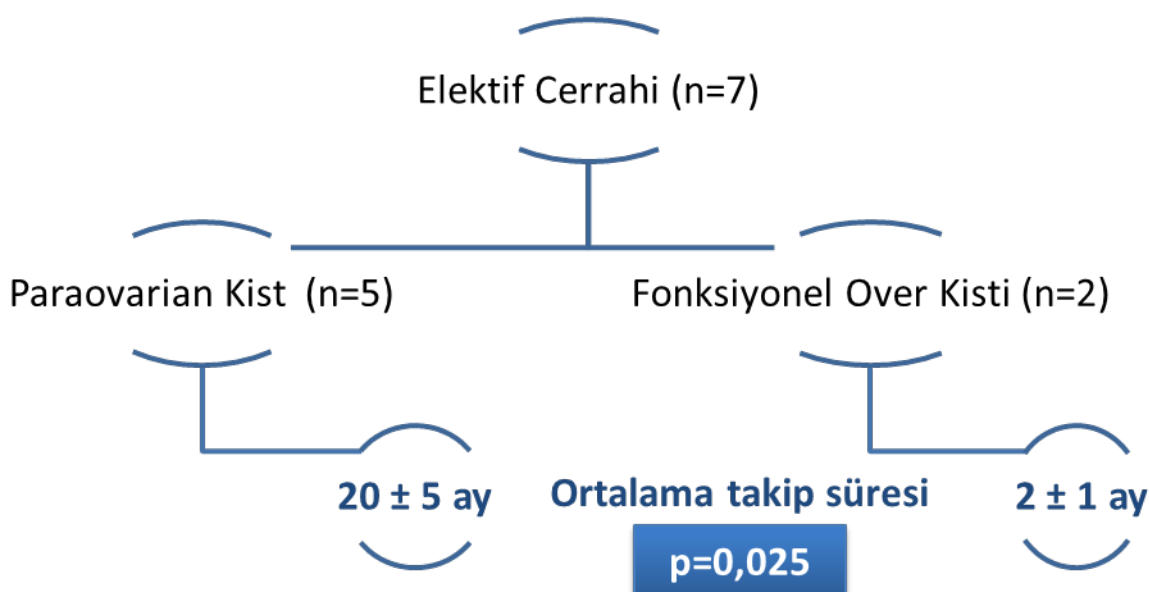 Elektif Cerrahi (n=7)
Paraovarian Kist (n=5)
Fonksiyonel Over Kisti (n=2)
20 ± 5 ay
Ortalama takip süresi
2 ± 1 ay
p=0,025